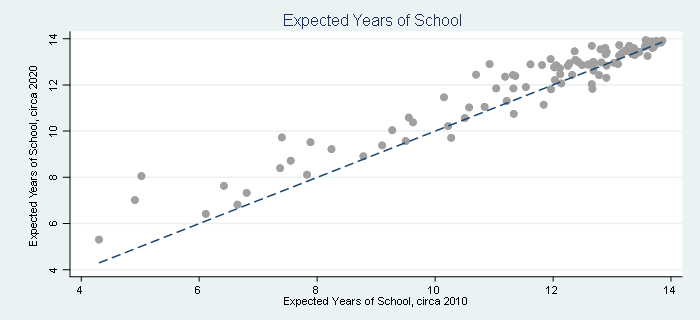 Expected Years of School
Expected Years of School, circa 2020
14
12
10
8
6
4
4 6 8 10 12 14
Expected Years of School, circa 2010